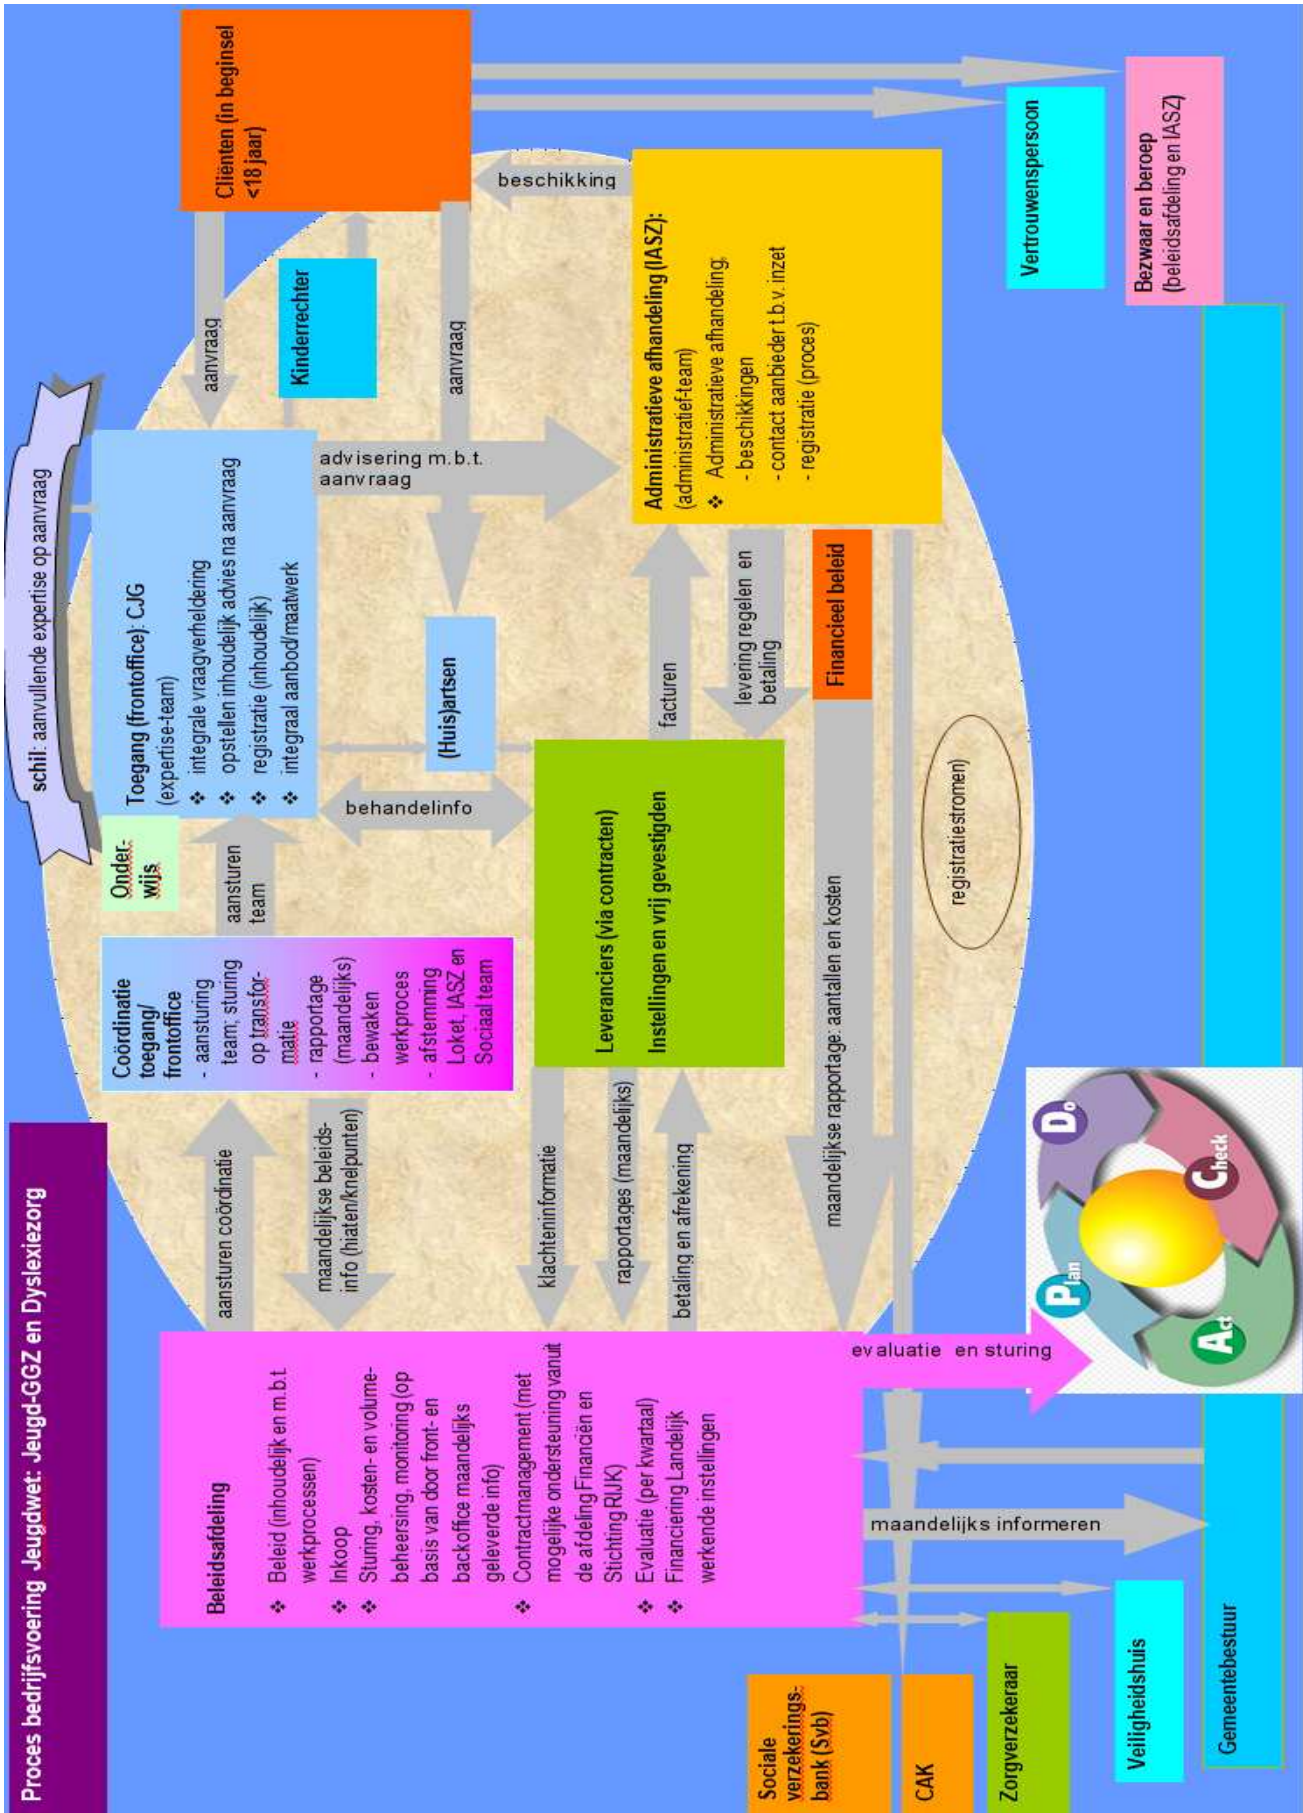 Proces bedrijfsvoering Jeugdwet: Jeugd-GGZ en Dyslexiezorg
schil: aanvullende expertise op aanvraag
Cliënten (in beginsel
<18 jaar)
aanvraag
Toegang (frontoffice): CJG
(expertise-team)
❖ integrale vraagverheldering
❖ opstellen inhoudelijk advies na aanvraag
❖ registratie (inhoudelijk)
❖ integraal aanbod/maatwerk
Onder-
wijs
aansturen
team
Coördinatie
toegang/
frontoffice
- aansturing
team; sturing
op transfor-
matie
- rapportage
(maandelijks)
- bewaken
werkproces
- afstemming
Loket, IASZ en
Sociaal team
aansturen coördinatie
maandelijkse beleids-
info (hiaten/knelpunten)
Beleidsafdeling
❖ Beleid (inhoudelijk en m.b.t.
werkprocessen)
❖ Inkoop
❖ Sturing, kosten- en volume-
beheersing, monitoring (op
basis van door front- en
backoffice maandelijks
geleverde info)
❖ Contractmanagement (met
mogelijke ondersteuning vanuit
de afdeling Financiën en
Stichting RIJK)
❖ Evaluatie (per kwartaal)
❖ Financiering Landelijk
werkende instellingen
Kinderrechter
advisering m.b.t.
aanvraag
aanvraag
beschikking
behandelinfo
(Huis)artsen
klachteninformatie
rapportages (maandelijks)
betaling en afrekening
Leveranciers (via contracten)
Instellingen en vrij gevestigden
facturen
levering regelen en
betaling
Administratieve afhandeling (IASZ):
(administratief-team)
❖ Administratieve afhandeling;
- beschikkingen
- contact aanbieder t.b.v. inzet
- registratie (proces)
Financieel beleid
maandelijkse rapportage: aantallen en kosten
registratiestromen)
evaluatie en sturing
maandelijks informeren
Plan
Do
Check
Act
Vertrouwenspersoon
Bezwaar en beroep
(beleidsafdeling en IASZ)
Sociale
verzekerings-
bank (Svb)
CAK
Zorgverzekeraar
Veiligheidshuis
Gemeentebestuur